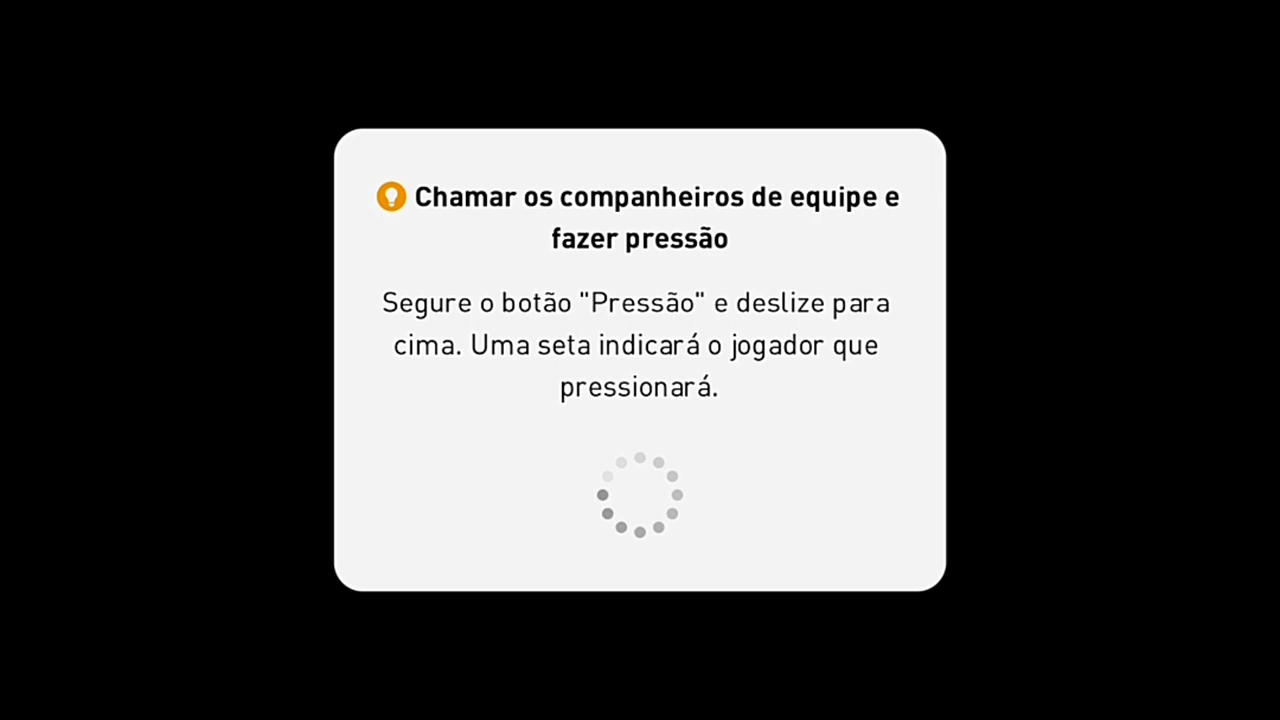 Chamar os companheiros de equipe e
fazer pressão
Segure o botão "Pressão" e deslize para
cima. Uma seta indicará o jogador que
pressionará.